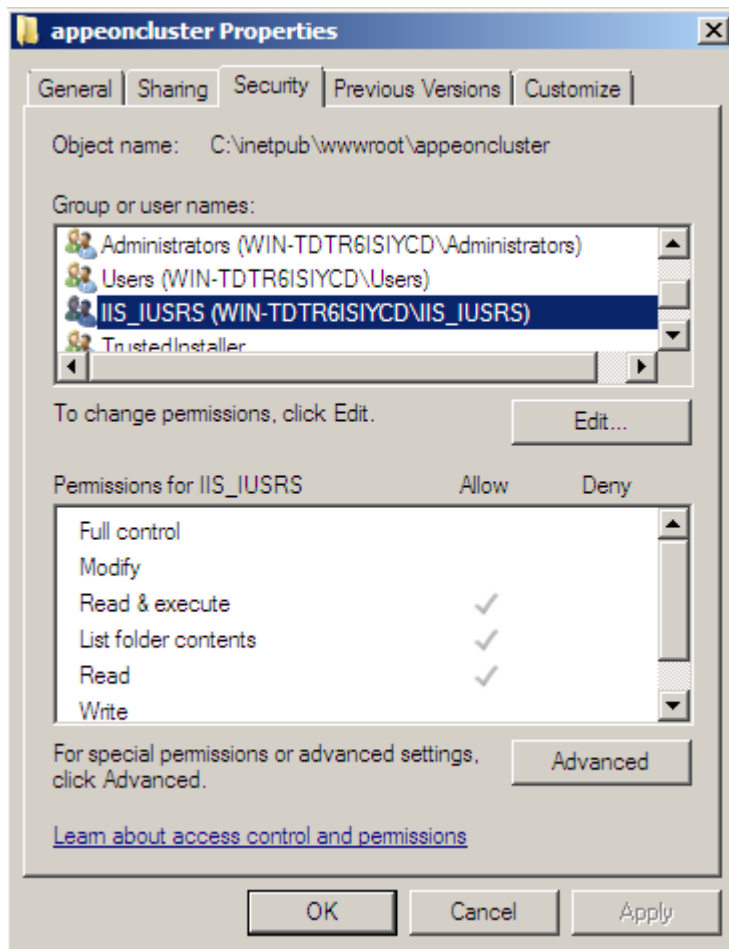 appeoncluster Properties
General Sharing Security Previous Versions Customize
Object name: C:\inetpub\wwwroot\appeoncluster
Group or user names:
Administrators (WIN-TDTR6ISIYCD\Administrators)
Users (WIN-TDTR6ISIYCD\Users)
IIS_IUSRS (WIN-TDTR6ISIYCD\IIS_IUSRS)
TrustedInstaller
To change permissions, click Edit.
Edit...
Permissions for IIS_IUSRS Allow Deny
Full control
Modify
Read & execute
List folder contents
Read
Write
For special permissions or advanced settings,
click Advanced.
Advanced
Learn about access control and permissions
OK Cancel Apply